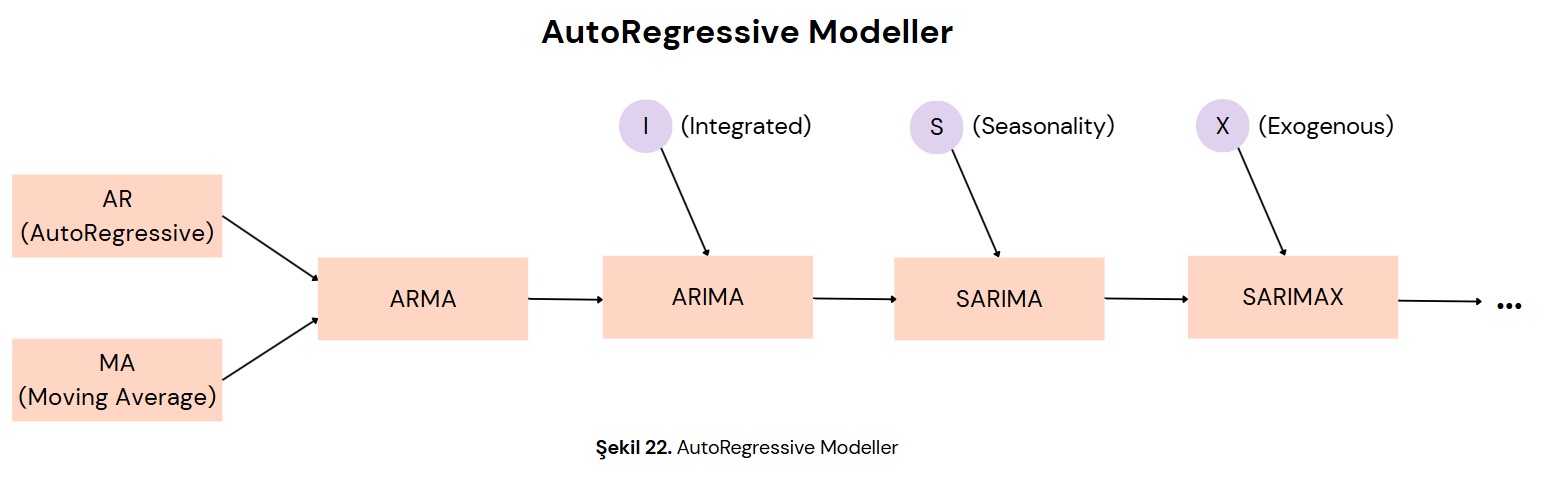 AutoRegressive Modeller
I (Integrated)
S (Seasonality)
X (Exogenous)
AR
(AutoRegressive)
MA
(Moving Average)
ARMA
ARIMA
SARIMA
SARIMAX
...
Şekil 22. AutoRegressive Modeller